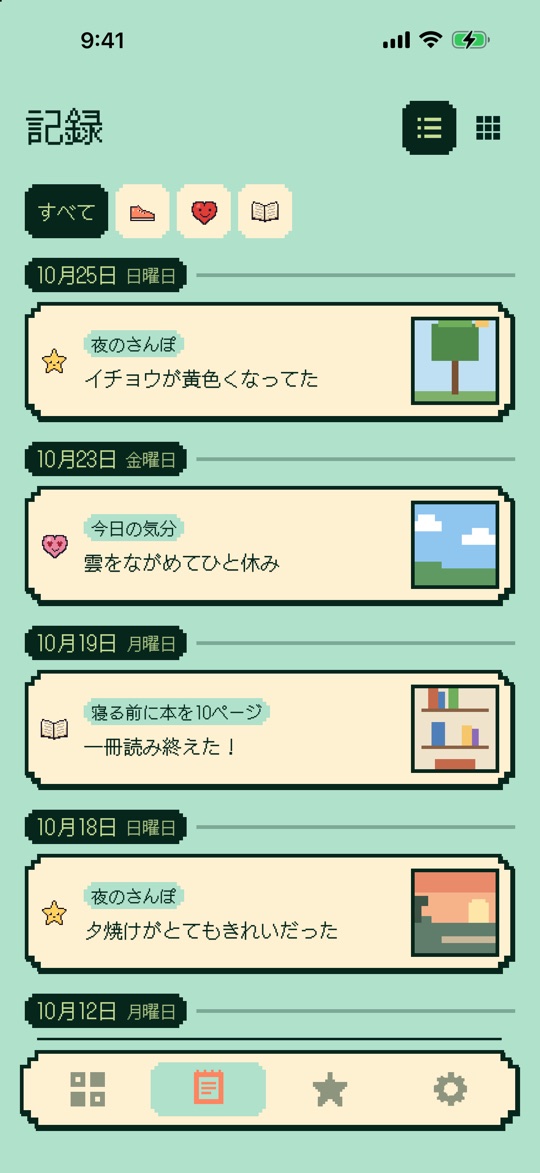 9:41
記録
すべて
10月25日 日曜日
夜のさんぽ
イチョウが黄色くなってた
10月23日 金曜日
今日の気分
雲をながめてひと休み
10月19日 月曜日
寝る前に本を10ページ
一冊読み終えた！
10月18日 日曜日
夜のさんぽ
夕焼けがとてもきれいだった
10月12日 月曜日